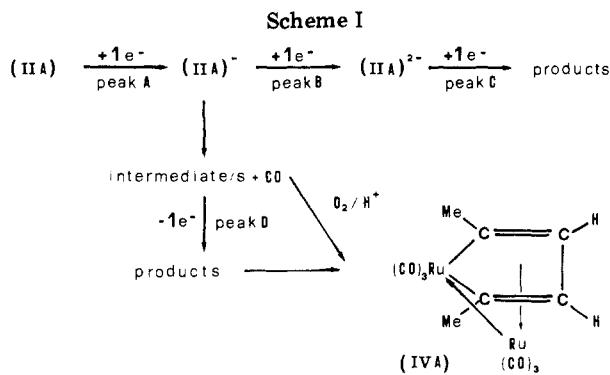 Scheme I
+1e⁻ +1e⁻ +1e⁻
(IIA) (IIA)⁻ (IIA)²⁻ products
peak A peak B peak C
intermediate/s + CO
O₂/H⁺
-1e⁻ peak D
products
Me C C H
(CO)₃Ru
Me C C H
Ru
(CO)₃
(IVA)